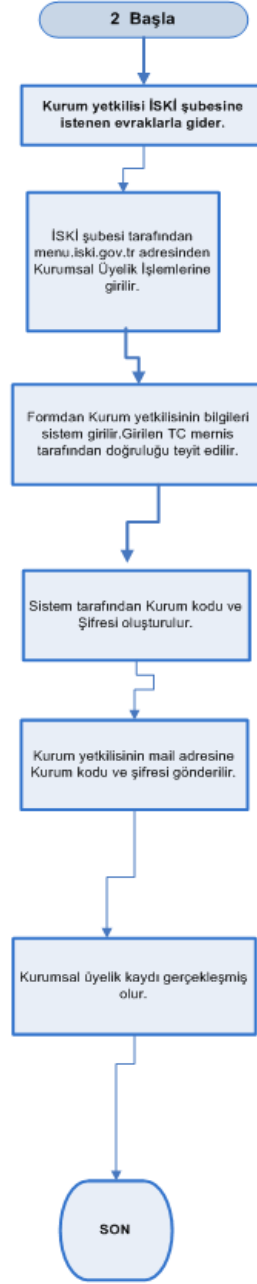 2 Başla
Kurum yetkilisi İSKİ şubesine
istenen evraklarla gider.
İSKİ şubesi tarafından
menu.iski.gov.tr adresinden
Kurumsal Üyelik İşlemlerine
girilir.
Formdan Kurum yetkilisinin bilgileri
sistem girilir.Girilen TC mernis
tarafından doğruluğu teyit edilir.
Sistem tarafından Kurum kodu ve
Şifresi oluşturulur.
Kurum yetkilisinin mail adresine
Kurum kodu ve şifresi gönderilir.
Kurumsal üyelik kaydı gerçekleşmiş
olur.
SON